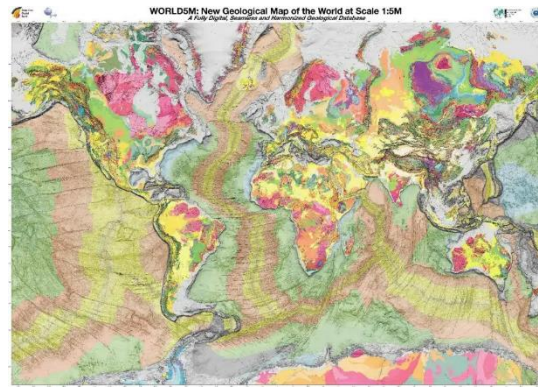 WORLD5M: New Geological Map of the World at Scale 1:5M
A Fully Digital, Seamless and Harmonized Geological Database